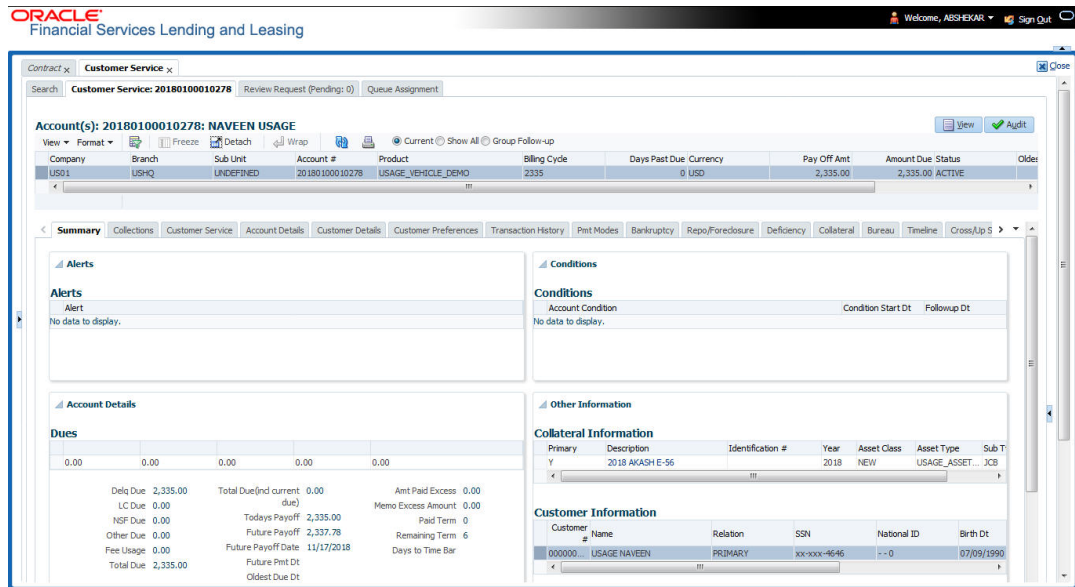 ORACLE
Financial Services Lending and Leasing
Welcome, ABSHEKAR Sign Out
Contract Customer Service Close
Search Customer Service: 20180100010278 Review Request (Pending: 0) Queue Assignment
Account(s): 20180100010278: NAVEEN USAGE View Audit
View Format Freeze Detach Wrap Current Show All Group Follow-up
Company Branch Sub Unit Account # Product Billing Cycle Days Past Due Currency Pay Off Amt Amount Due Status Oldes
US01 USHQ UNDEFINED 20180100010278 USAGE_VEHICLE_DEMO 2335 0 USD 2,335.00 2,335.00 ACTIVE
Summary Collections Customer Service Account Details Customer Details Customer Preferences Transaction History Pmt Modes Bankruptcy Repo/Foreclosure Deficiency Collateral Bureau Timeline Cross/Up S
Alerts
Alerts
Alert
No data to display.
Conditions
Conditions
Account Condition Condition Start Dt Followup Dt
No data to display.
Account Details
Dues
0.00 0.00 0.00 0.00 0.00
Delq Due 2,335.00
LC Due 0.00
NSF Due 0.00
Other Due 0.00
Fee Usage 0.00
Total Due 2,335.00
Total Due(incl current due) 0.00
Todays Payoff 2,335.00
Future Payoff 2,337.78
Future Payoff Date 11/17/2018
Future Pmt Dt
Oldest Due Dt
Amt Paid Excess 0.00
Memo Excess Amount 0.00
Paid Term 0
Remaining Term 6
Days to Time Bar
Other Information
Collateral Information
Primary Description Identification # Year Asset Class Asset Type Sub T
Y 2018 AKASH E-56 2018 NEW USAGE_ASSET... JCB
Customer Information
Customer # Name Relation SSN National ID Birth Dt
000000... USAGE NAVEEN PRIMARY xx-xxx-4646 - - 0 07/09/1990